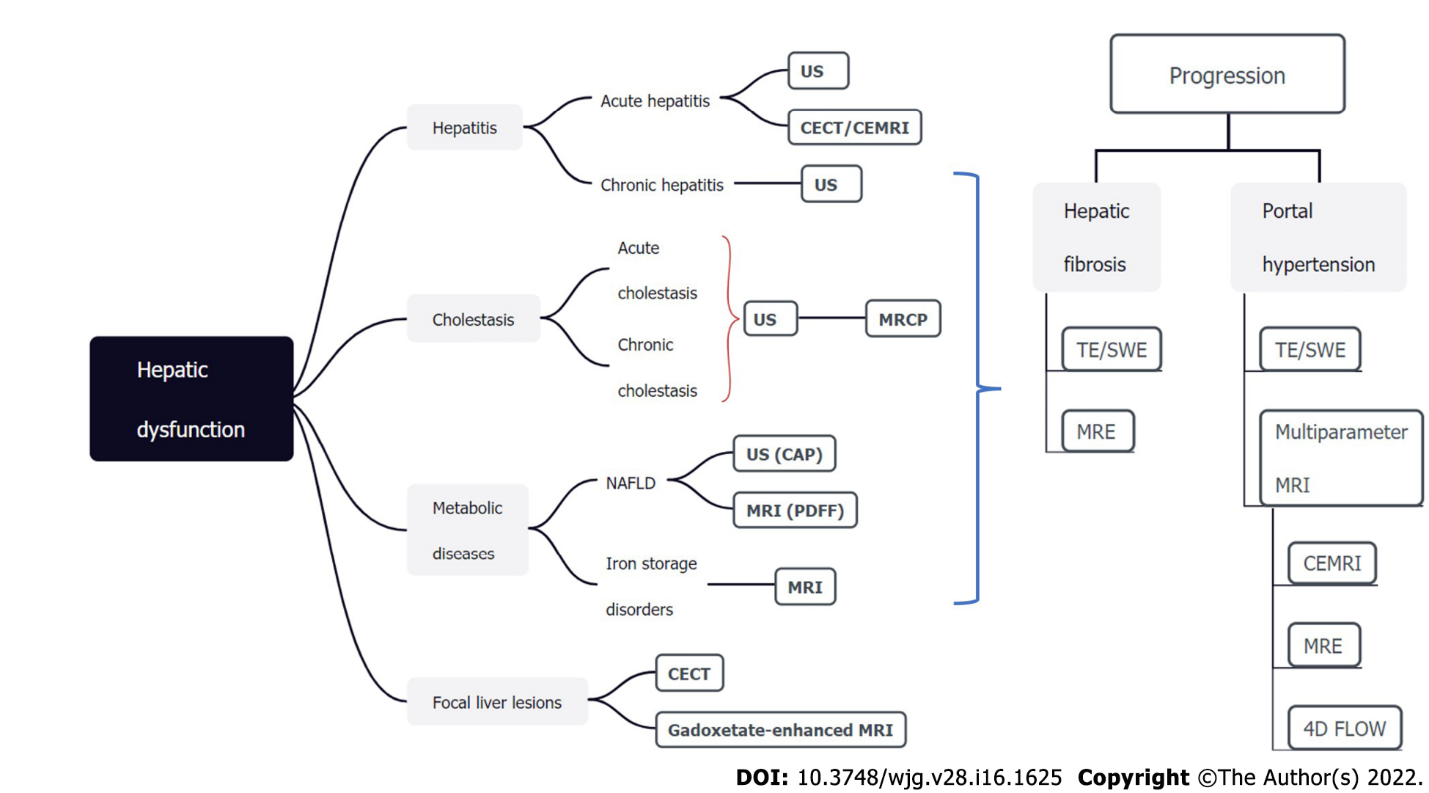 Hepatic
dysfunction
Hepatitis
Acute hepatitis
US
CECT/CEMRI
Chronic hepatitis
US
Cholestasis
Acute
cholestasis
Chronic
cholestasis
US
MRCP
Metabolic
diseases
NAFLD
US (CAP)
MRI (PDFF)
Iron storage
disorders
MRI
Focal liver lesions
CECT
Gadoxetate-enhanced MRI
Progression
Hepatic
fibrosis
TE/SWE
MRE
Portal
hypertension
TE/SWE
Multiparameter
MRI
CEMRI
MRE
4D FLOW
DOI: 10.3748/wjg.v28.i16.1625 Copyright ©The Author(s) 2022.